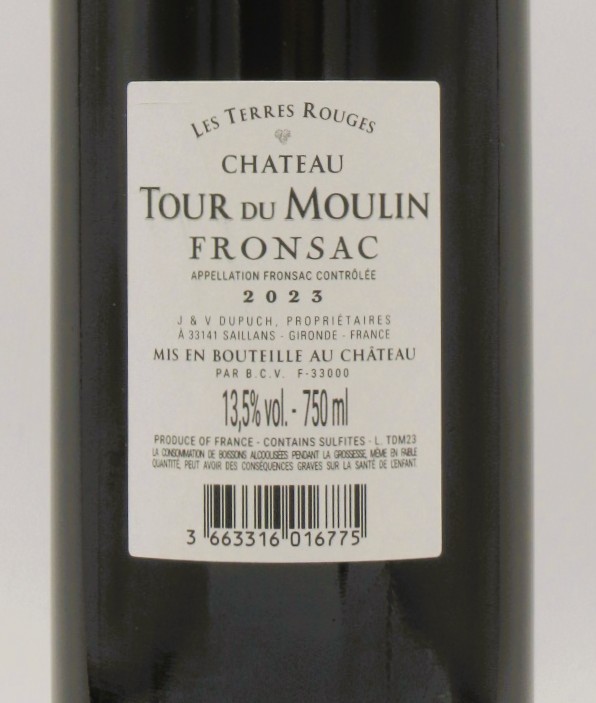 LES TERRES ROUGES
CHATEAU
TOUR DU MOULIN
FRONSAC
APPELLATION FRONSAC CONTRÔLÉE
2023
J & V DUPUCH, PROPRIÉTAIRES
À 33141 SAILLANS - GIRONDE - FRANCE
MIS EN BOUTEILLE AU CHÂTEAU
PAR B.C.V. F-33000
13,5% vol. - 750 ml
PRODUCE OF FRANCE - CONTAINS SULFITES - L. TDM23
LA CONSOMMATION DE BOISSONS ALCOOLISÉES PENDANT LA GROSSESSE, MÊME EN FAIBLE
QUANTITÉ, PEUT AVOIR DES CONSÉQUENCES GRAVES SUR LA SANTÉ DE L'ENFANT.
3 663316 016775